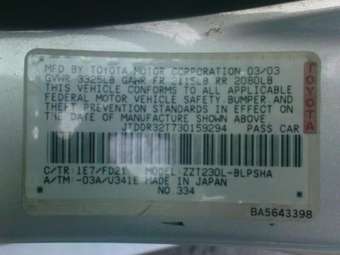 MFD BY TOYOTA MOTOR CORPORATION 03/03
GVWR 3325LB GAWR FR 2115LB RR 2080LB
THIS VEHICLE CONFORMS TO ALL APPLICABLE
FEDERAL MOTOR VEHICLE SAFETY BUMPER AND
THEFT PREVENTION STANDARDS IN EFFECT
ON THE DATE OF MANUFACTURE SHOWN ABOVE.
JTDDR32T730159294 PASS CAR
C/TR: 1E7/FD21 MODEL: ZZT230L-BLPSHA
A/TM: -03A/U341E MADE IN JAPAN
NO 334
BA5643398
TOYOTA